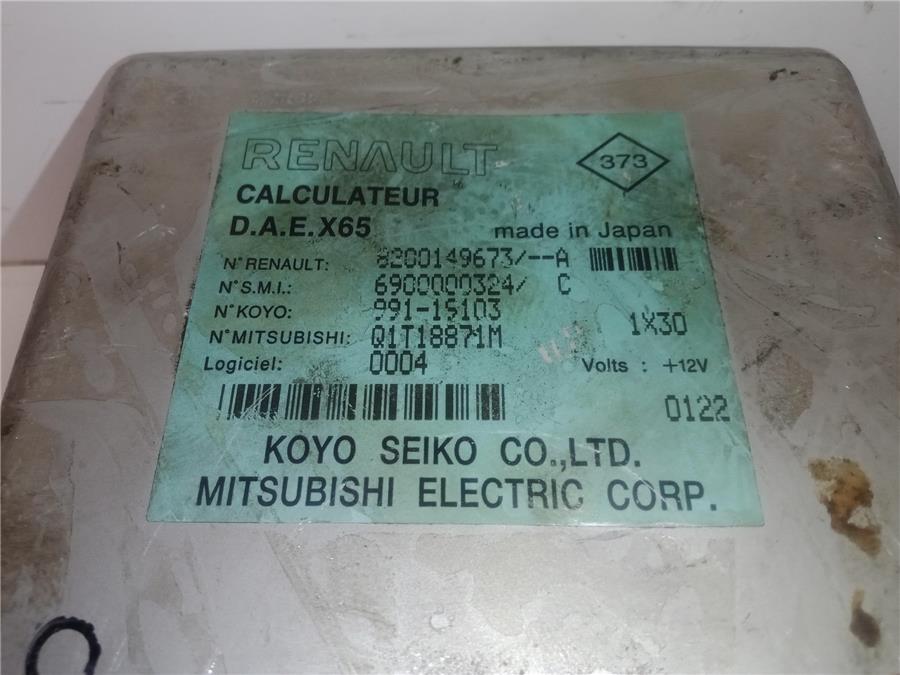 RENAULT
373
CALCULATEUR
D.A.E. X65
made in Japan
N° RENAULT: 8200149673/--A
N° S.M.I.: 6900000324/ C
N° KOYO: 991-15103
1X30
N° MITSUBISHI: Q1T18871M
Logiciel: 0004
Volts : +12V
0122
KOYO SEIKO CO.,LTD.
MITSUBISHI ELECTRIC CORP.